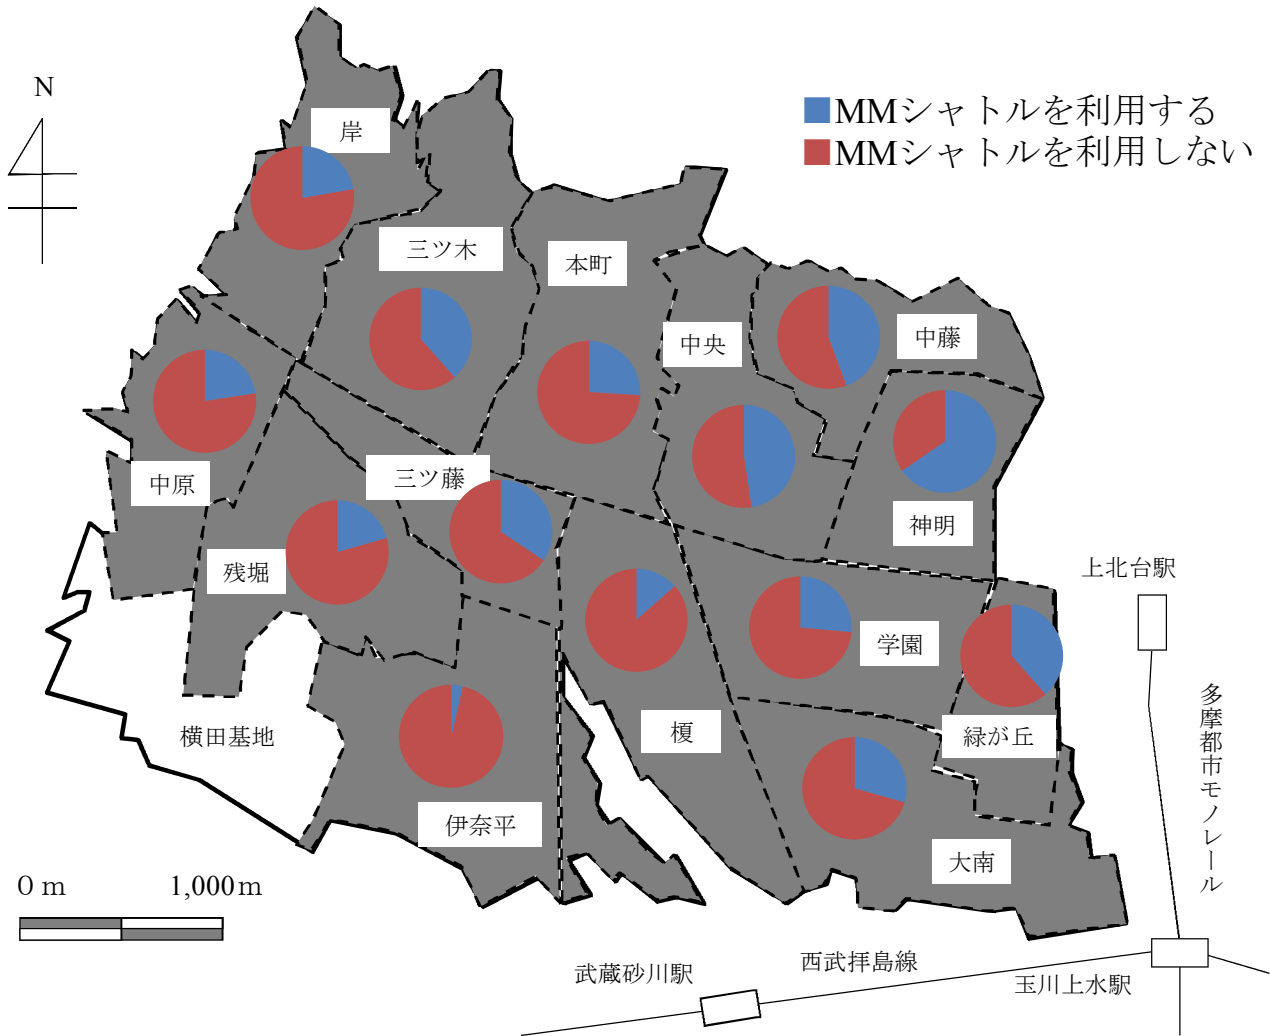 N
MMシャトルを利用する
MMシャトルを利用しない
岸
三ツ木
本町
中央
中藤
中原
三ツ藤
神明
残堀
上北台駅
学園
横田基地
榎
緑が丘
多摩都市モノレール
伊奈平
大南
0 m 1,000m
武蔵砂川駅
西武拝島線
玉川上水駅